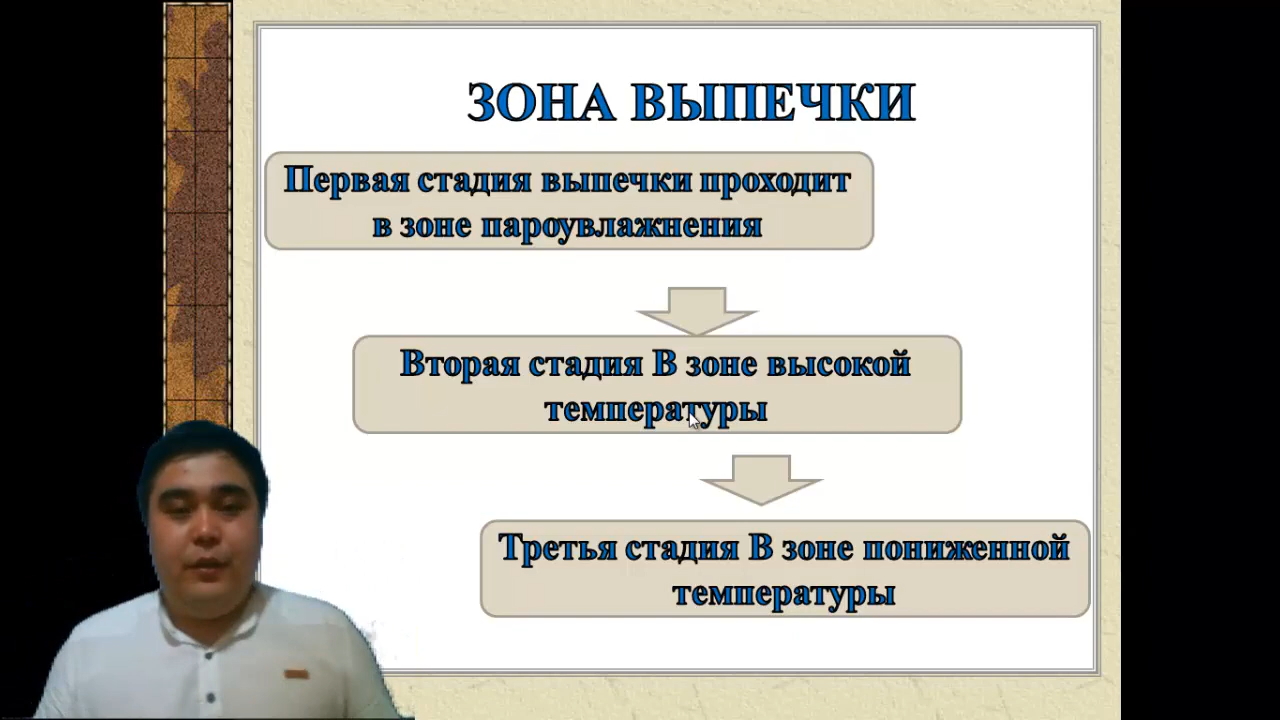 ЗОНА ВЫПЕЧКИ
Первая стадия выпечки проходит
в зоне пароувлажнения
Вторая стадия В зоне высокой
температуры
Третья стадия В зоне пониженной
температуры